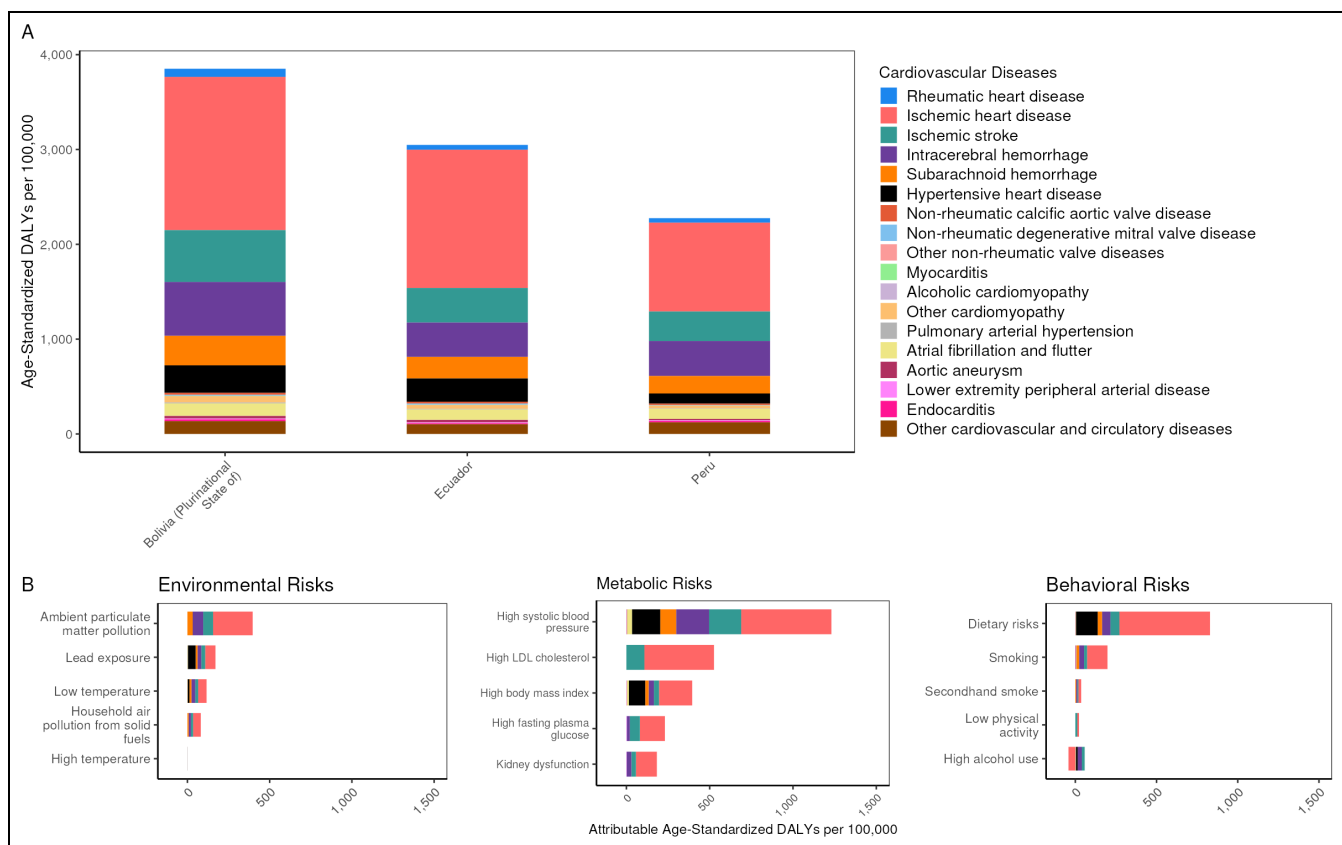 A
4,000
3,000
2,000
1,000
0
Age-Standardized DALYs per 100,000
Bolivia (Plurinational
State of)
Ecuador
Peru
Cardiovascular Diseases
Rheumatic heart disease
Ischemic heart disease
Ischemic stroke
Intracerebral hemorrhage
Subarachnoid hemorrhage
Hypertensive heart disease
Non-rheumatic calcific aortic valve disease
Non-rheumatic degenerative mitral valve disease
Other non-rheumatic valve diseases
Myocarditis
Alcoholic cardiomyopathy
Other cardiomyopathy
Pulmonary arterial hypertension
Atrial fibrillation and flutter
Aortic aneurysm
Lower extremity peripheral arterial disease
Endocarditis
Other cardiovascular and circulatory diseases
B
Environmental Risks
Ambient particulate
matter pollution
Lead exposure
Low temperature
Household air
pollution from solid
fuels
High temperature
0
500
1,000
1,500
Metabolic Risks
High systolic blood
pressure
High LDL cholesterol
High body mass index
High fasting plasma
glucose
Kidney dysfunction
0
500
1,000
1,500
Attributable Age-Standardized DALYs per 100,000
Behavioral Risks
Dietary risks
Smoking
Secondhand smoke
Low physical
activity
High alcohol use
0
500
1,000
1,500